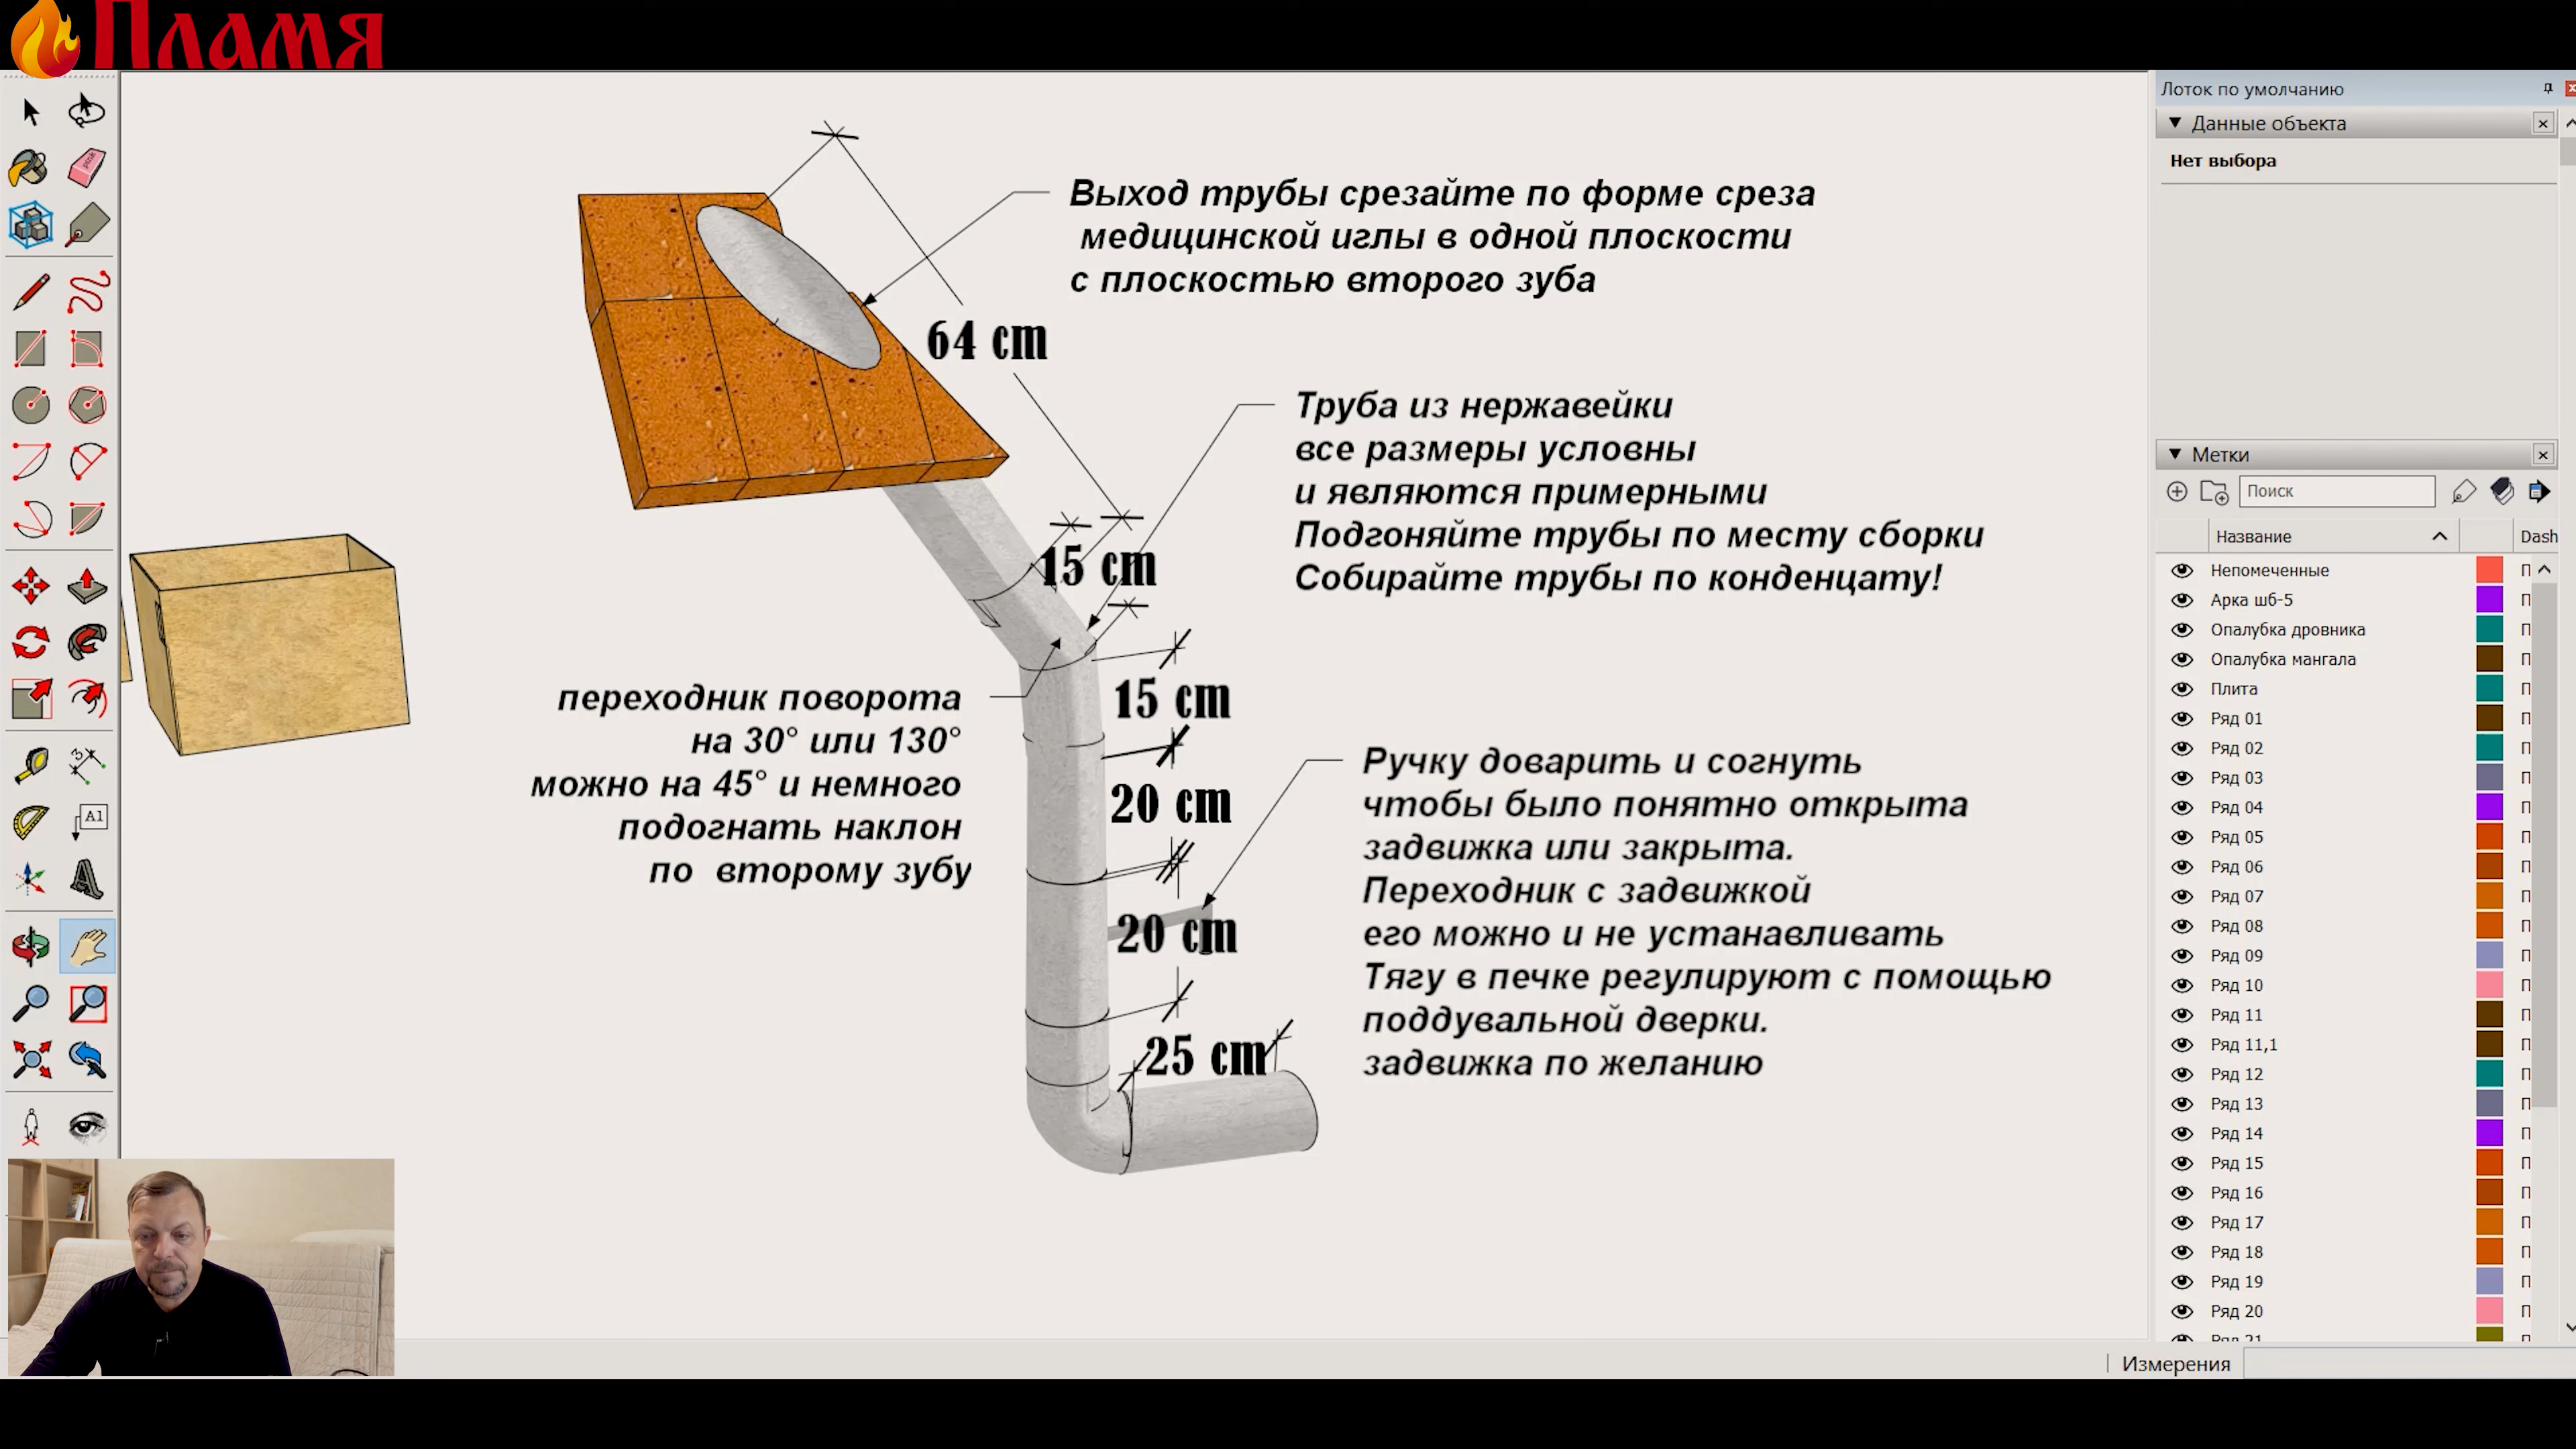 Пламя
Лоток по умолчанию
Данные объекта
Нет выбора
Выход трубы срезайте по форме среза
медицинской иглы в одной плоскости
с плоскостью второго зуба
64 cm
Труба из нержавейки
все размеры условны
и являются примерными
Подгоняйте трубы по месту сборки
Собирайте трубы по конденцату!
15 cm
переходник поворота
на 30° или 130°
можно на 45° и немного
подогнать наклон
по второму зубу
15 cm
20 cm
20 cm
25 cm
Ручку доварить и согнуть
чтобы было понятно открыта
задвижка или закрыта.
Переходник с задвижкой
его можно и не устанавливать
Тягу в печке регулируют с помощью
поддувальной дверки.
задвижка по желанию
Метки
Поиск
Название Dash
Непомеченные П
Арка шб-5 П
Опалубка дровника П
Опалубка мангала П
Плита П
Ряд 01 П
Ряд 02 П
Ряд 03 П
Ряд 04 П
Ряд 05 П
Ряд 06 П
Ряд 07 П
Ряд 08 П
Ряд 09 П
Ряд 10 П
Ряд 11 П
Ряд 11,1 П
Ряд 12 П
Ряд 13 П
Ряд 14 П
Ряд 15 П
Ряд 16 П
Ряд 17 П
Ряд 18 П
Ряд 19 П
Ряд 20 П
Ряд 21
A1
3
Измерения